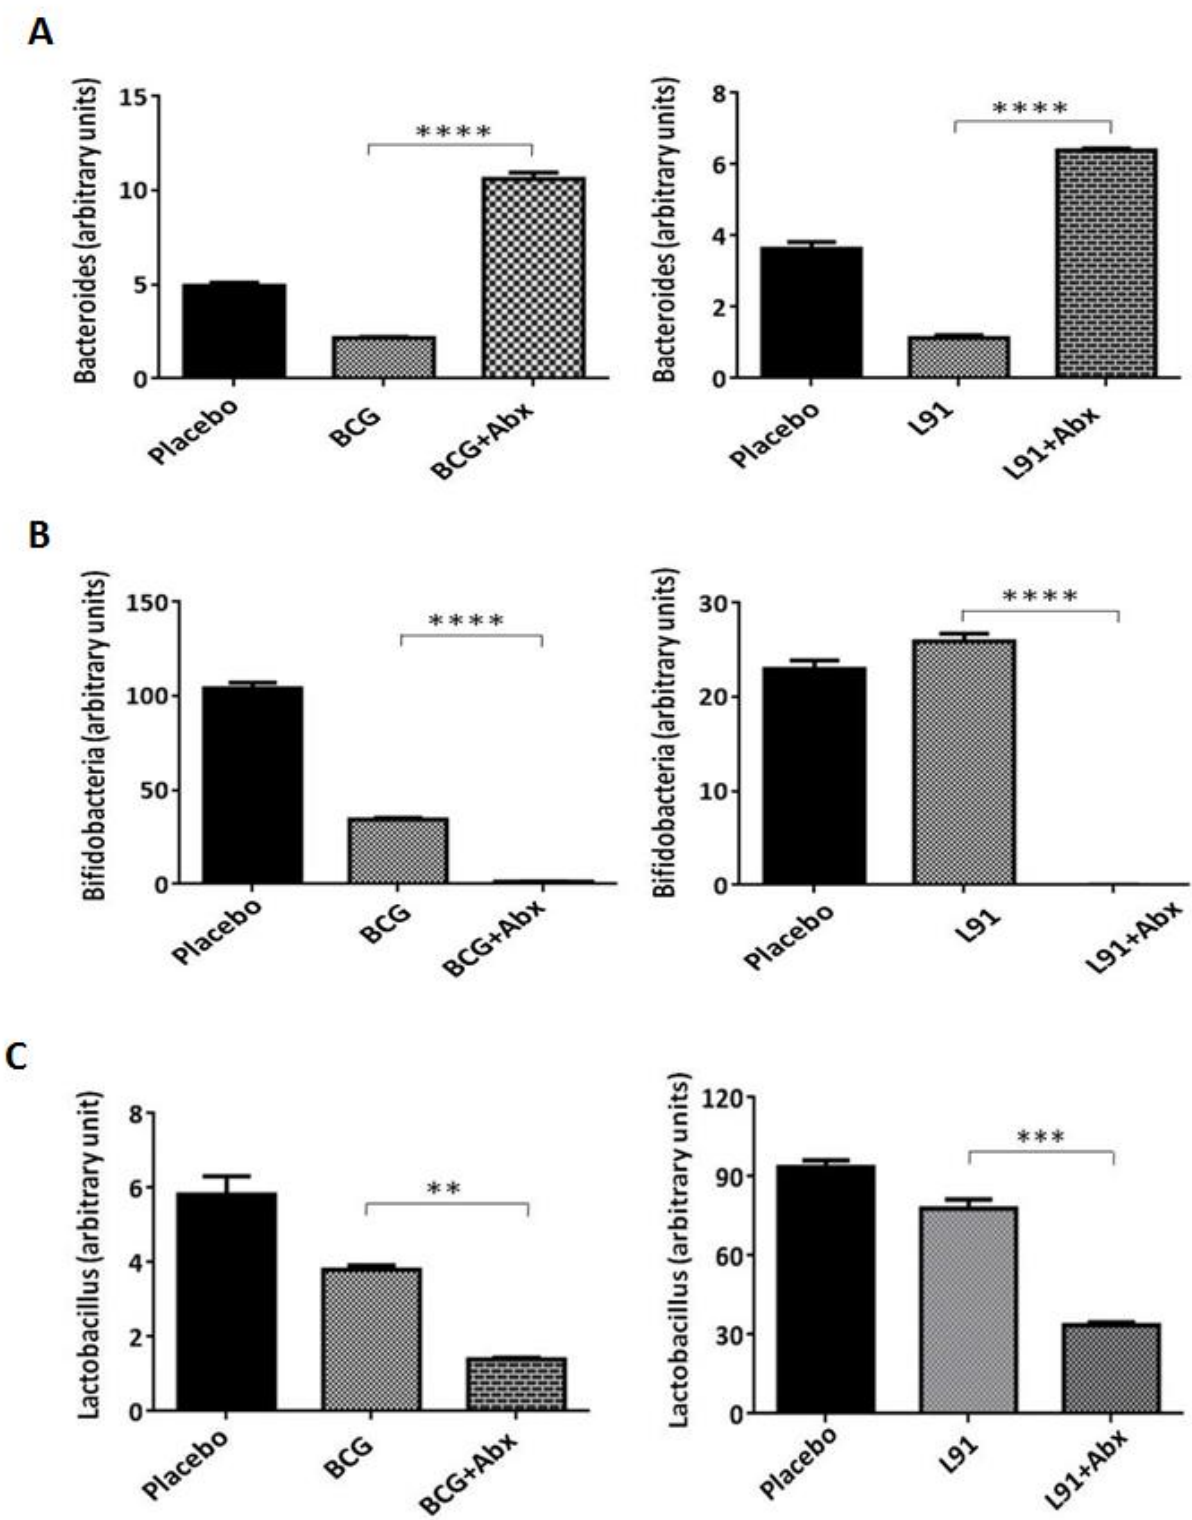 A
Bacteroides (arbitrary units)
15
10
5
0
****
Placebo
BCG
BCG+Abx
Bacteroides (arbitrary units)
8
6
4
2
0
****
Placebo
L91
L91+Abx
B
Bifidobacteria (arbitrary units)
150
100
50
0
****
Placebo
BCG
BCG+Abx
Bifidobacteria (arbitrary units)
30
20
10
0
****
Placebo
L91
L91+Abx
C
Lactobacillus (arbitrary unit)
8
6
4
2
0
**
Placebo
BCG
BCG+Abx
Lactobacillus (arbitrary units)
120
90
60
30
0
***
Placebo
L91
L91+Abx